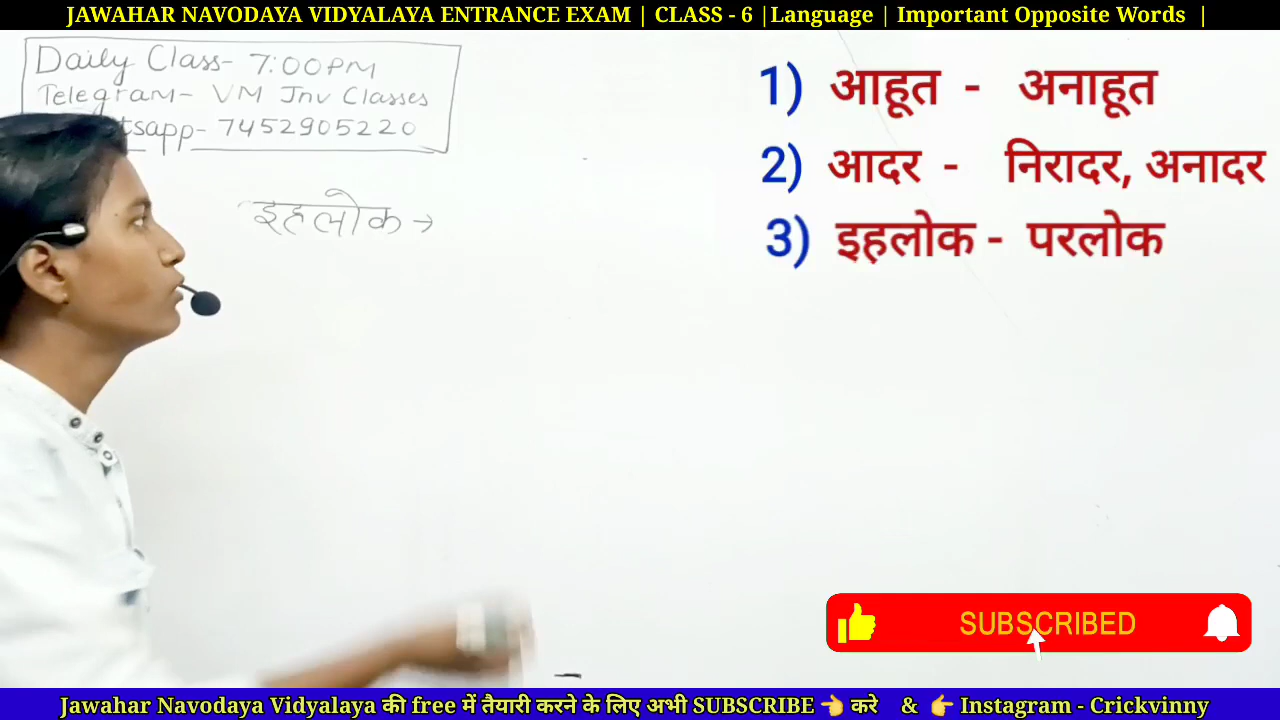 JAWAHAR NAVODAYA VIDYALAYA ENTRANCE EXAM | CLASS - 6 |Language | Important Opposite Words |
Daily Class- 7:00PM
Telegram- VM Jnv Classes
tsapp- 7452905220
इहलोक →
1) आहूत - अनाहूत
2) आदर - निरादर, अनादर
3) इहलोक - परलोक
SUBSCRIBED
Jawahar Navodaya Vidyalaya की free में तैयारी करने के लिए अभी SUBSCRIBE 👈 करे & 👉 Instagram - Crickvinny